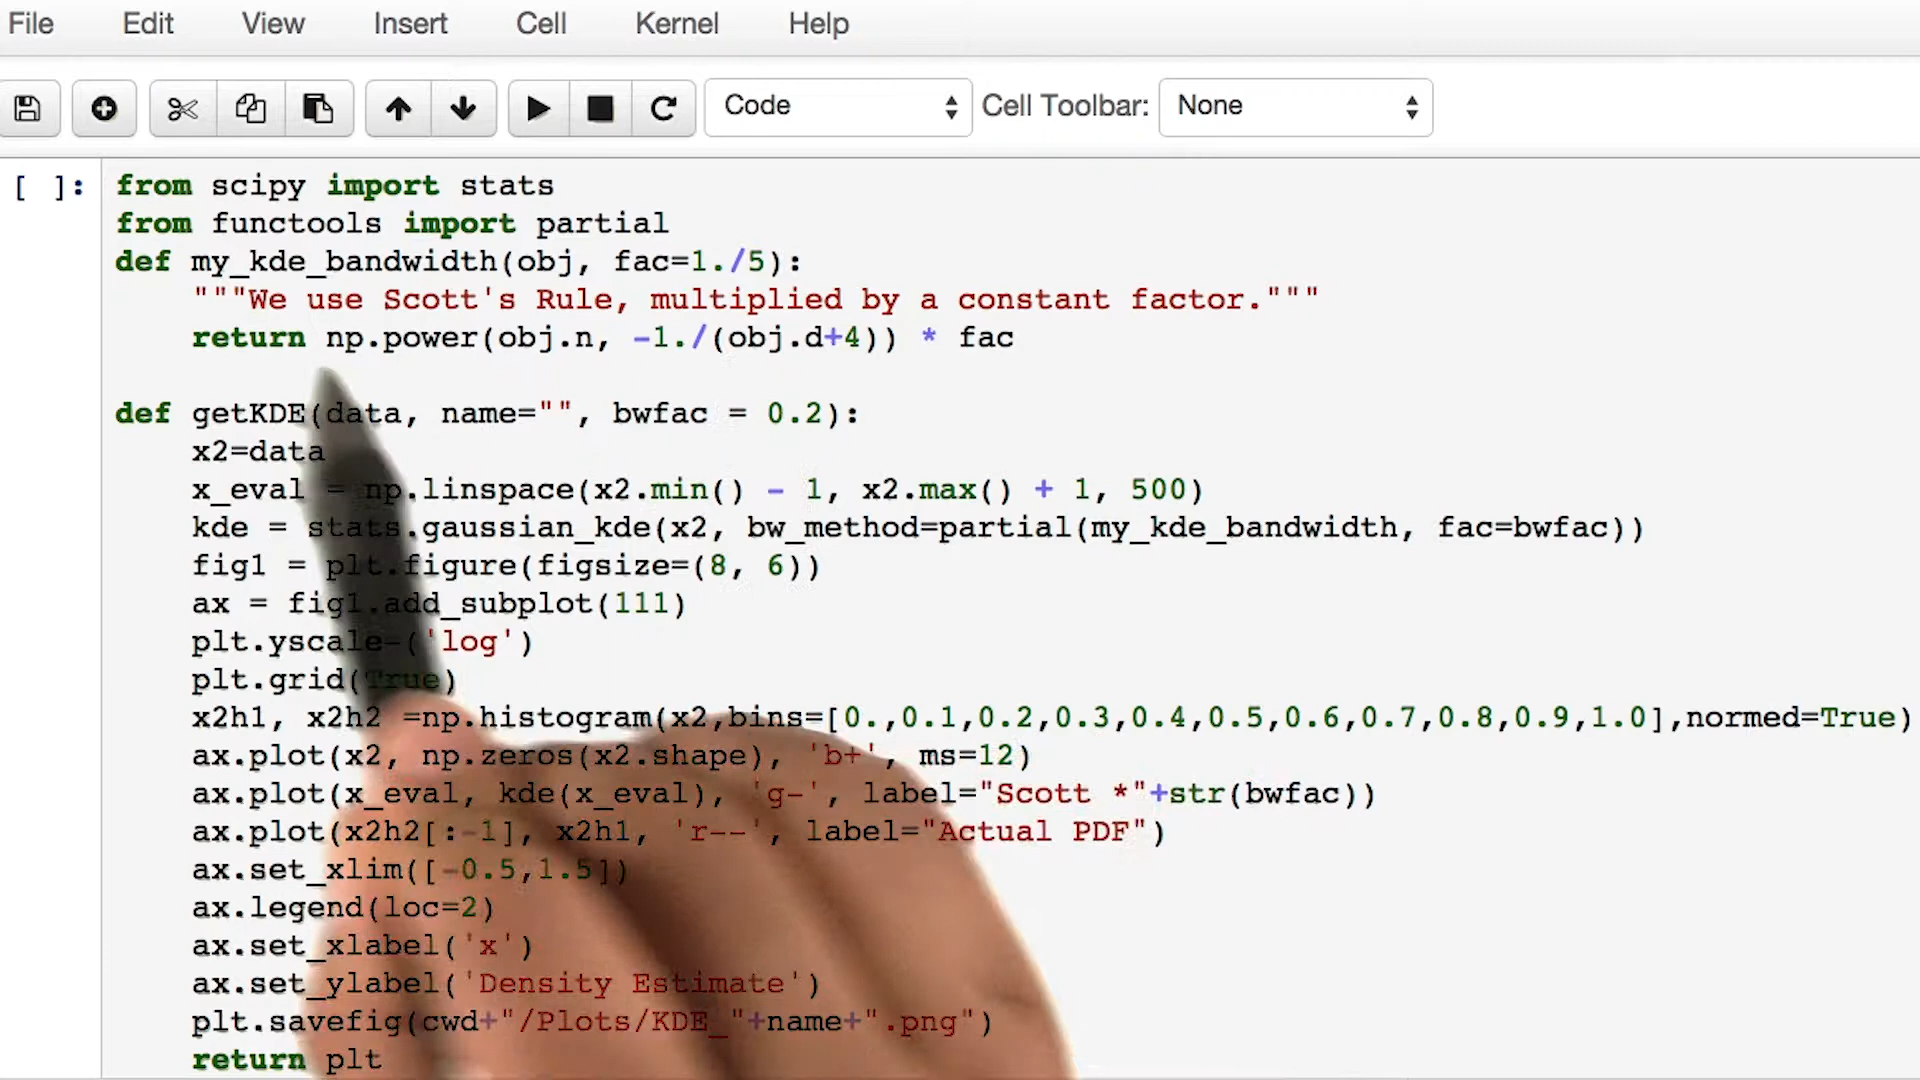 File Edit View Insert Cell Kernel Help
Code Cell Toolbar: None
[ ]: from scipy import stats
from functools import partial
def my_kde_bandwidth(obj, fac=1./5):
"""We use Scott's Rule, multiplied by a constant factor."""
return np.power(obj.n, -1./(obj.d+4)) * fac
def getKDE(data, name="", bwfac = 0.2):
x2=data
x_eval = np.linspace(x2.min() - 1, x2.max() + 1, 500)
kde = stats.gaussian_kde(x2, bw_method=partial(my_kde_bandwidth, fac=bwfac))
fig1 = plt.figure(figsize=(8, 6))
ax = fig1.add_subplot(111)
plt.yscale=('log')
plt.grid(True)
x2h1, x2h2 =np.histogram(x2,bins=[0.,0.1,0.2,0.3,0.4,0.5,0.6,0.7,0.8,0.9,1.0],normed=True)
ax.plot(x2, np.zeros(x2.shape), 'b+', ms=12)
ax.plot(x_eval, kde(x_eval), 'g-', label="Scott *"+str(bwfac))
ax.plot(x2h2[:-1], x2h1, 'r--', label="Actual PDF")
ax.set_xlim([-0.5,1.5])
ax.legend(loc=2)
ax.set_xlabel('x')
ax.set_ylabel('Density Estimate')
plt.savefig(cwd+"/Plots/KDE_"+name+".png")
return plt